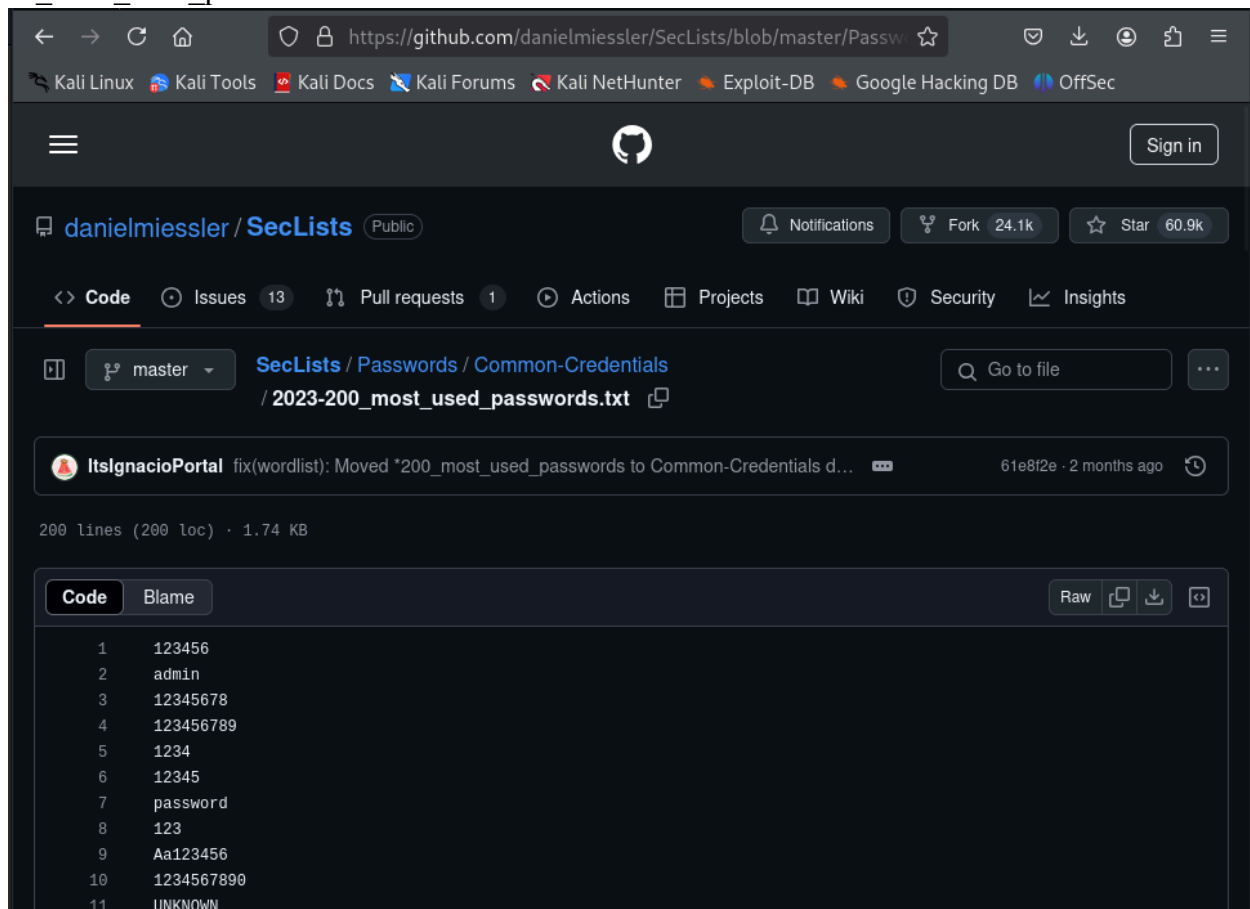 https://github.com/danielmiessler/SecLists/blob/master/Passw
Kali Linux Kali Tools Kali Docs Kali Forums Kali NetHunter Exploit-DB Google Hacking DB OffSec
Sign in
danielmiessler / SecLists Public Notifications Fork 24.1k Star 60.9k
<> Code Issues 13 Pull requests 1 Actions Projects Wiki Security Insights
master SecLists / Passwords / Common-Credentials Go to file ...
/ 2023-200_most_used_passwords.txt
ItsIgnacioPortal fix(wordlist): Moved *200_most_used_passwords to Common-Credentials d... 61e8f2e · 2 months ago
200 lines (200 loc) · 1.74 KB
Code Blame Raw
1 123456
2 admin
3 12345678
4 123456789
5 1234
6 12345
7 password
8 123
9 Aa123456
10 1234567890
11 UNKNOWN